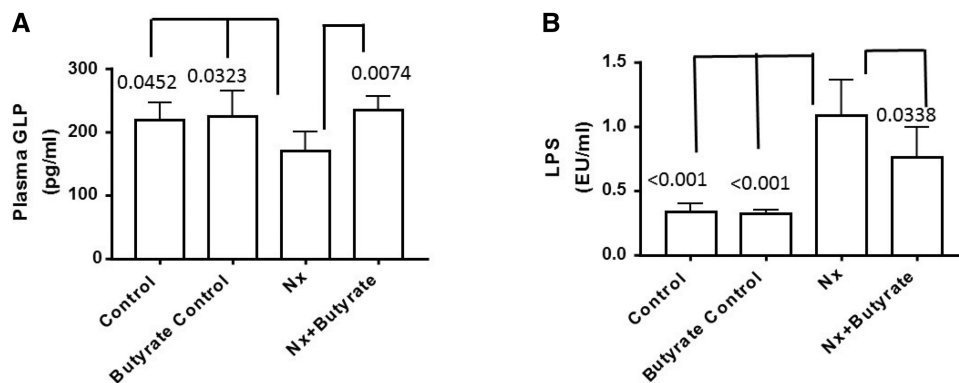 A
Plasma GLP
(pg/ml)
300
200
100
0
0.0452
0.0323
0.0074
Control
Butyrate Control
Nx
Nx+Butyrate
B
LPS
(EU/ml)
1.5
1.0
0.5
0.0
<0.001
<0.001
0.0338
Control
Butyrate Control
Nx
Nx+Butyrate